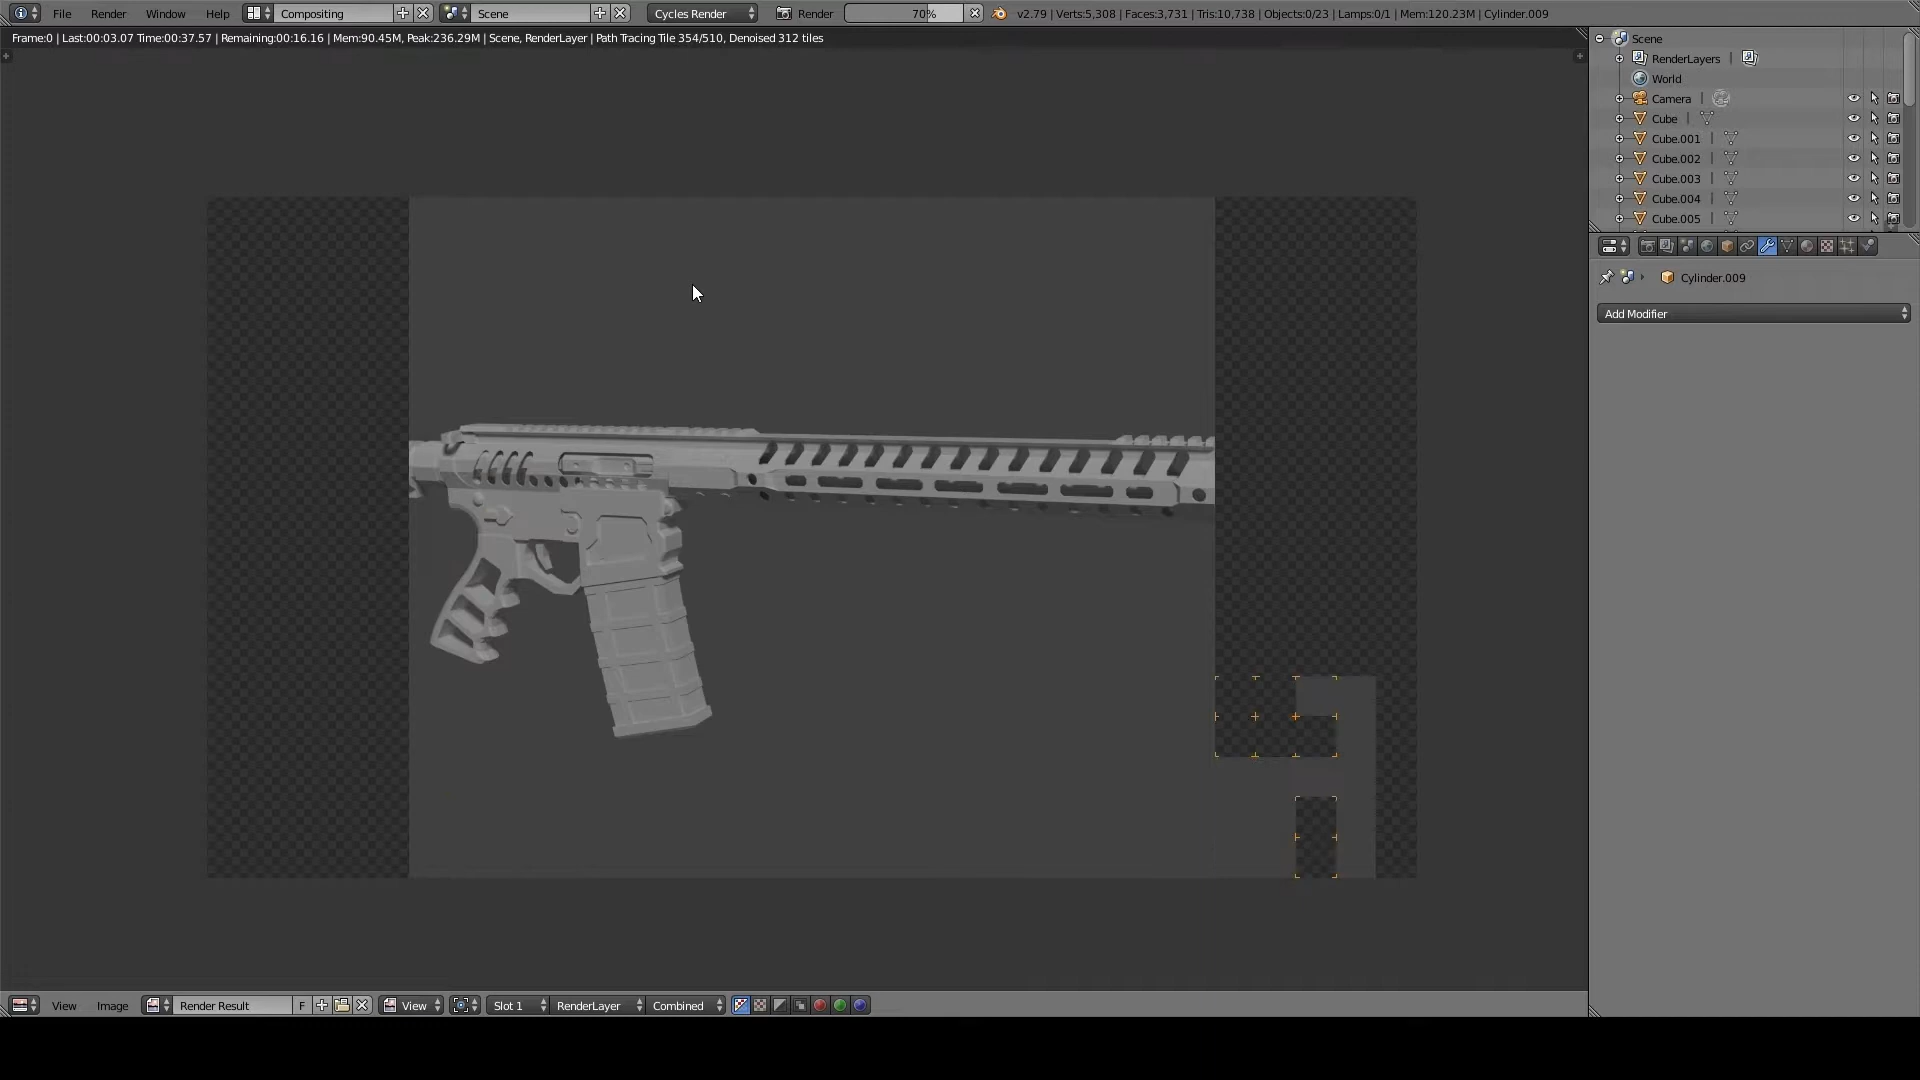 File Render Window Help Compositing Scene Cycles Render Render 70% v2.79 | Verts:5,308 | Faces:3,731 | Tris:10,738 | Objects:0/23 | Lamps:0/1 | Mem:120.23M | Cylinder.009
Frame:0 | Last:00:03.07 Time:00:37.57 | Remaining:00:16.16 | Mem:90.45M, Peak:236.29M | Scene, RenderLayer | Path Tracing Tile 354/510, Denoised 312 tiles
Scene
RenderLayers
World
Camera
Cube
Cube.001
Cube.002
Cube.003
Cube.004
Cube.005
Cylinder.009
Add Modifier
View Image Render Result F View Slot 1 RenderLayer Combined